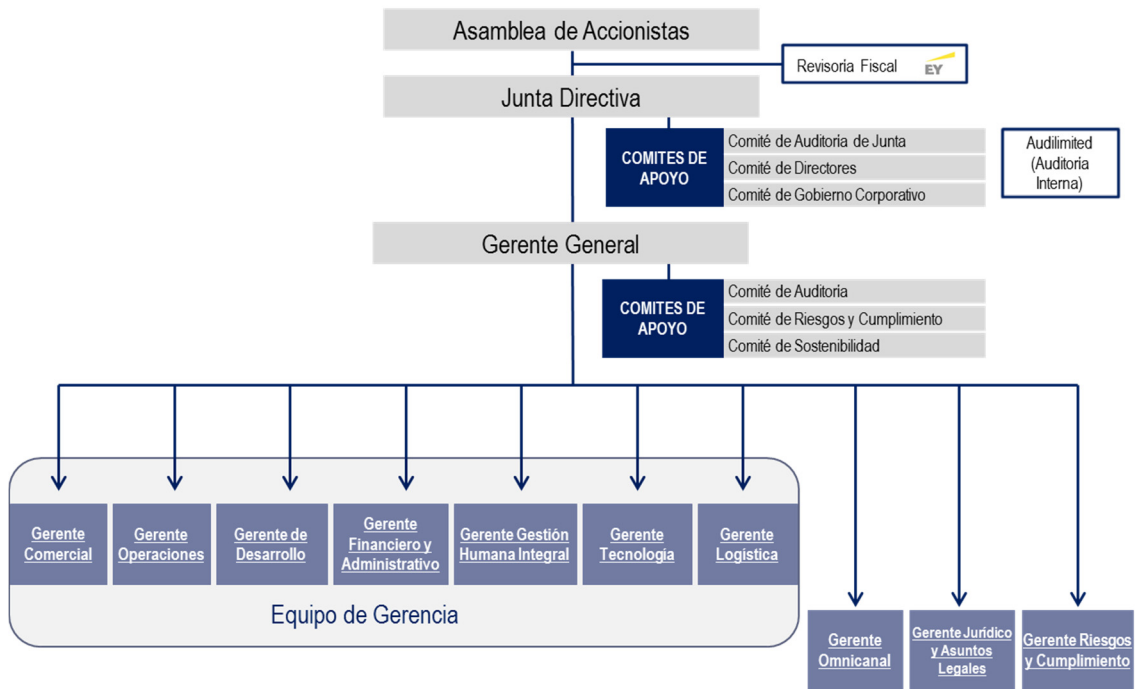 Asamblea de Accionistas
Revisoría Fiscal
EY
Junta Directiva
COMITES DE
APOYO
Comité de Auditoría de Junta
Comité de Directores
Comité de Gobierno Corporativo
Audilimited
(Auditoria
Interna)
Gerente General
COMITES DE
APOYO
Comité de Auditoría
Comité de Riesgos y Cumplimiento
Comité de Sostenibilidad
Gerente
Comercial
Gerente
Operaciones
Gerente de
Desarrollo
Gerente
Financiero y
Administrativo
Gerente Gestión
Humana Integral
Gerente
Tecnología
Gerente
Logística
Equipo de Gerencia
Gerente
Omnicanal
Gerente Jurídico
y Asuntos
Legales
Gerente Riesgos
y Cumplimiento